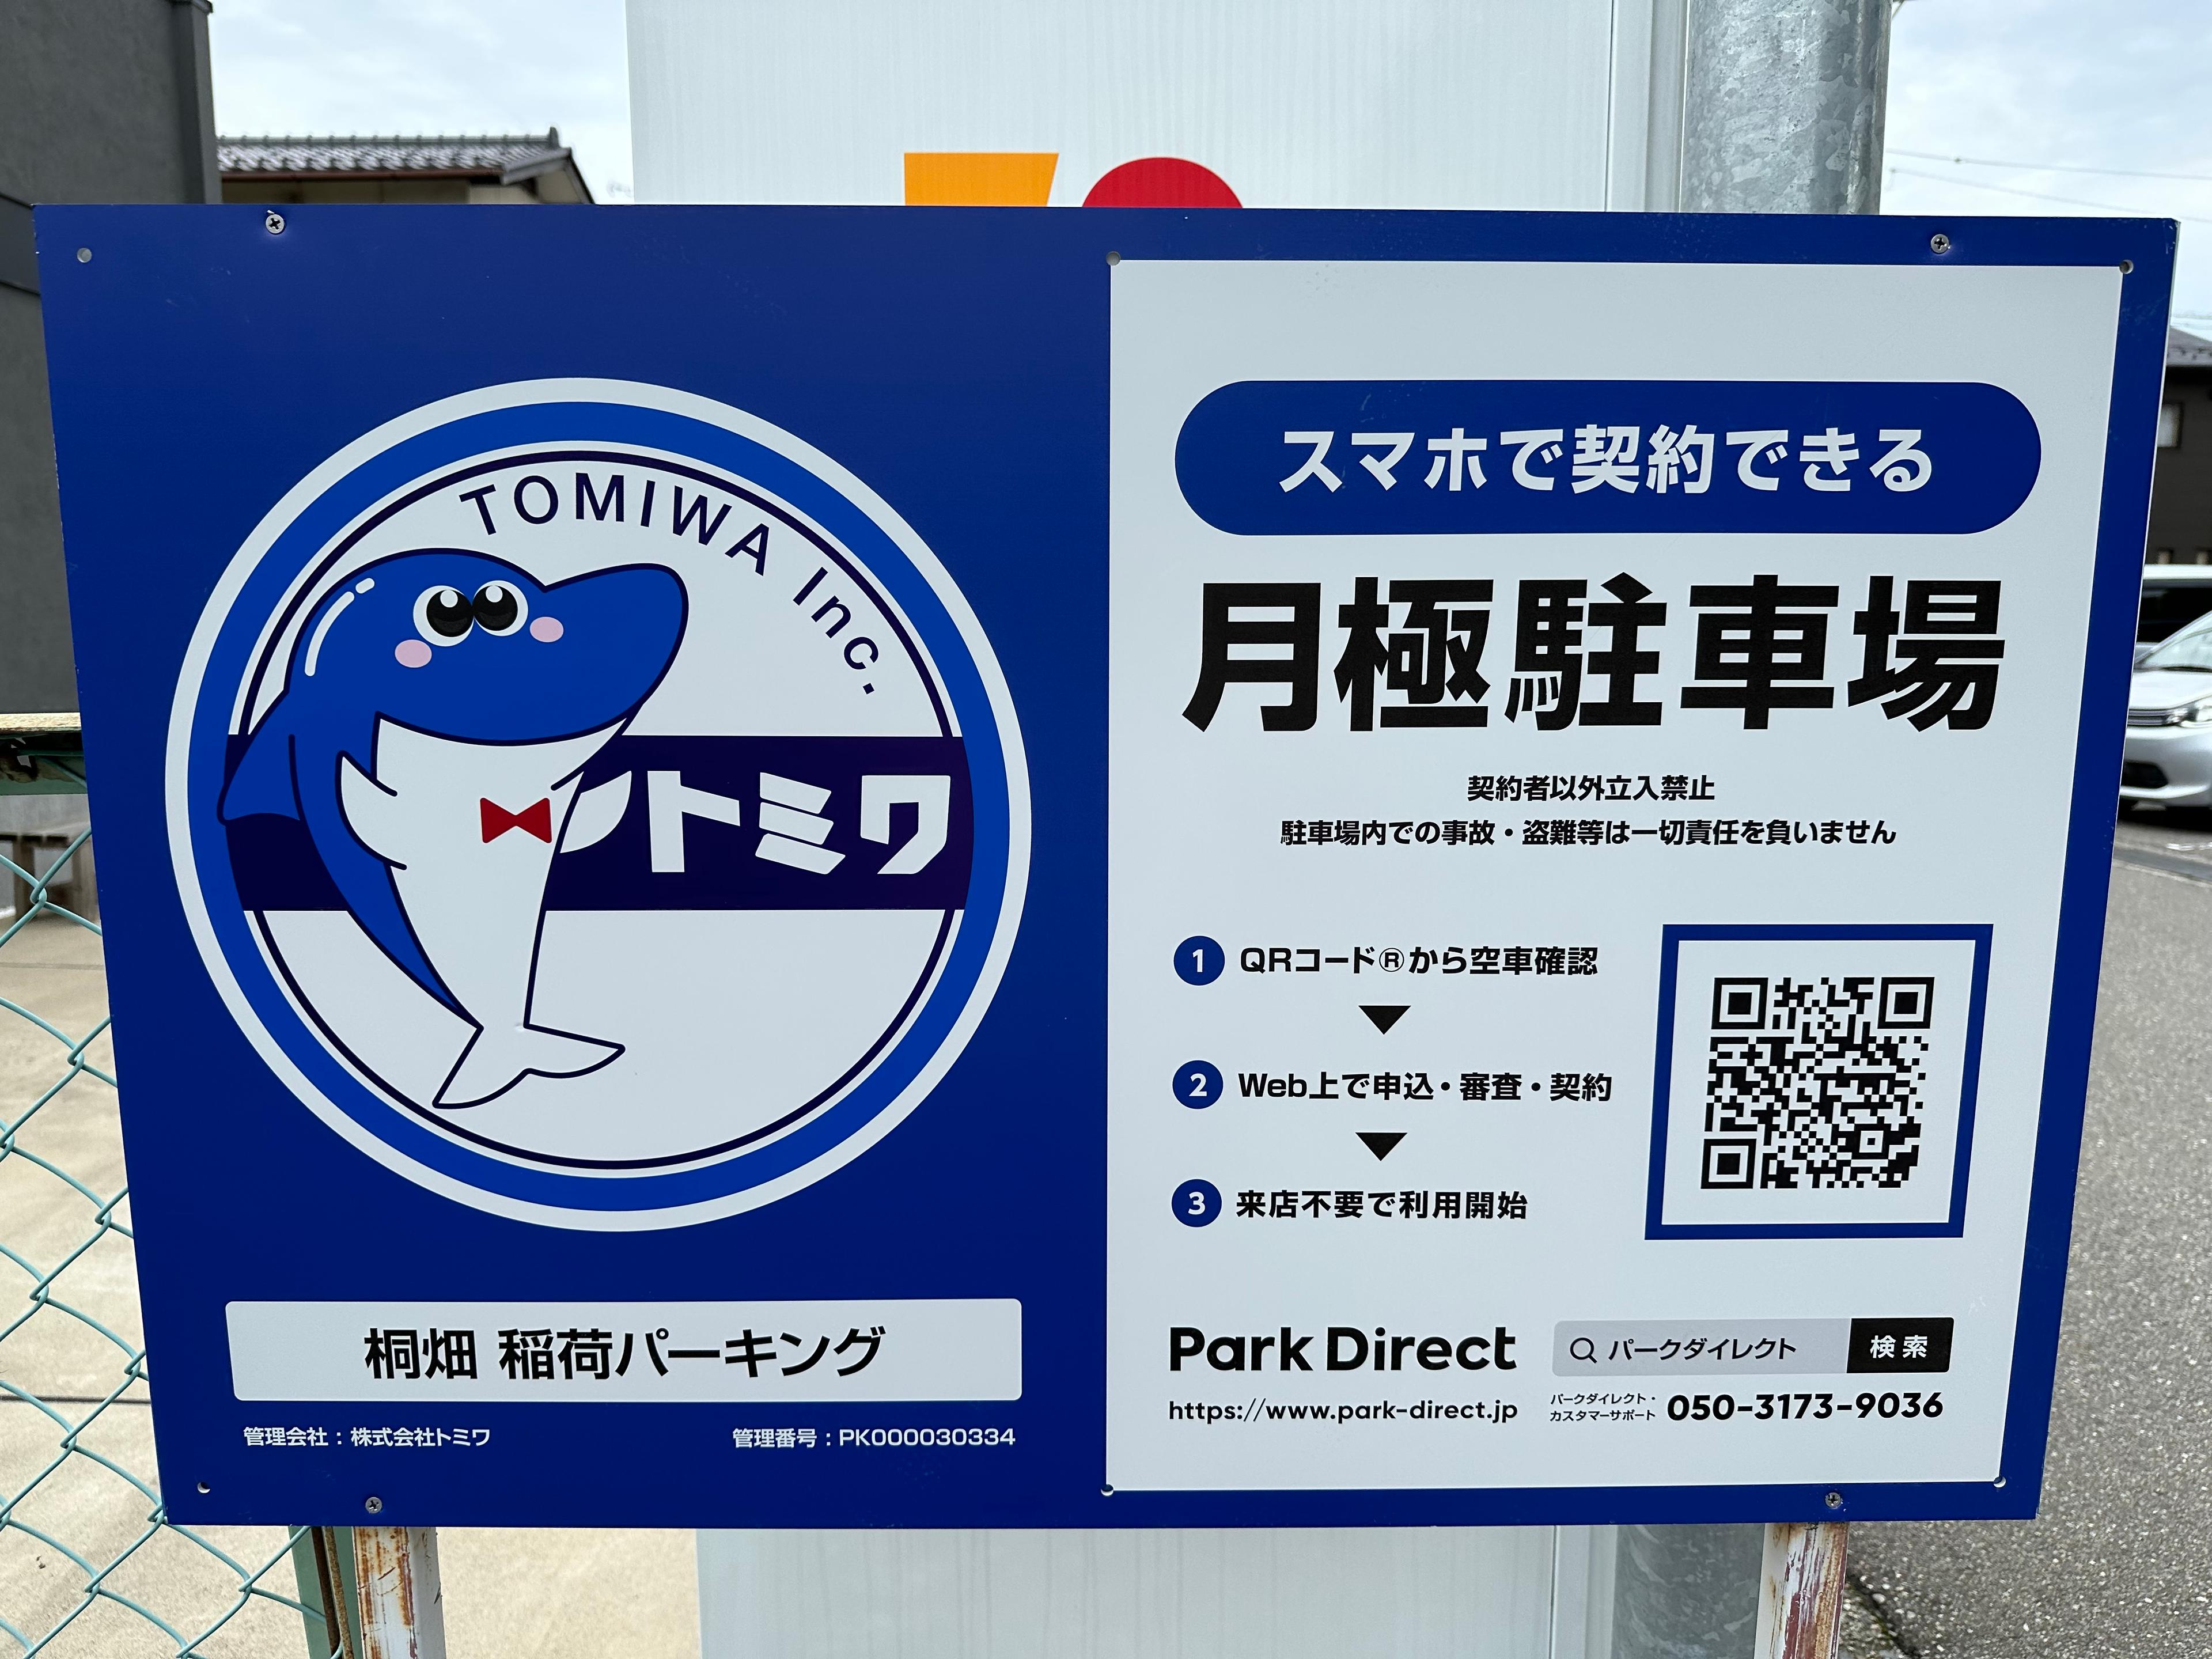 TOMIWA Inc.
トミワ
桐畑 稲荷パーキング
管理会社：株式会社トミワ
管理番号：PK000030334
スマホで契約できる
月極駐車場
契約者以外立入禁止
駐車場内での事故・盗難等は一切責任を負いません
1 QRコード®から空車確認
2 Web上で申込・審査・契約
3 来店不要で利用開始
Park Direct
https://www.park-direct.jp
パークダイレクト 検索
パークダイレクト・
カスタマーサポート 050-3173-9036